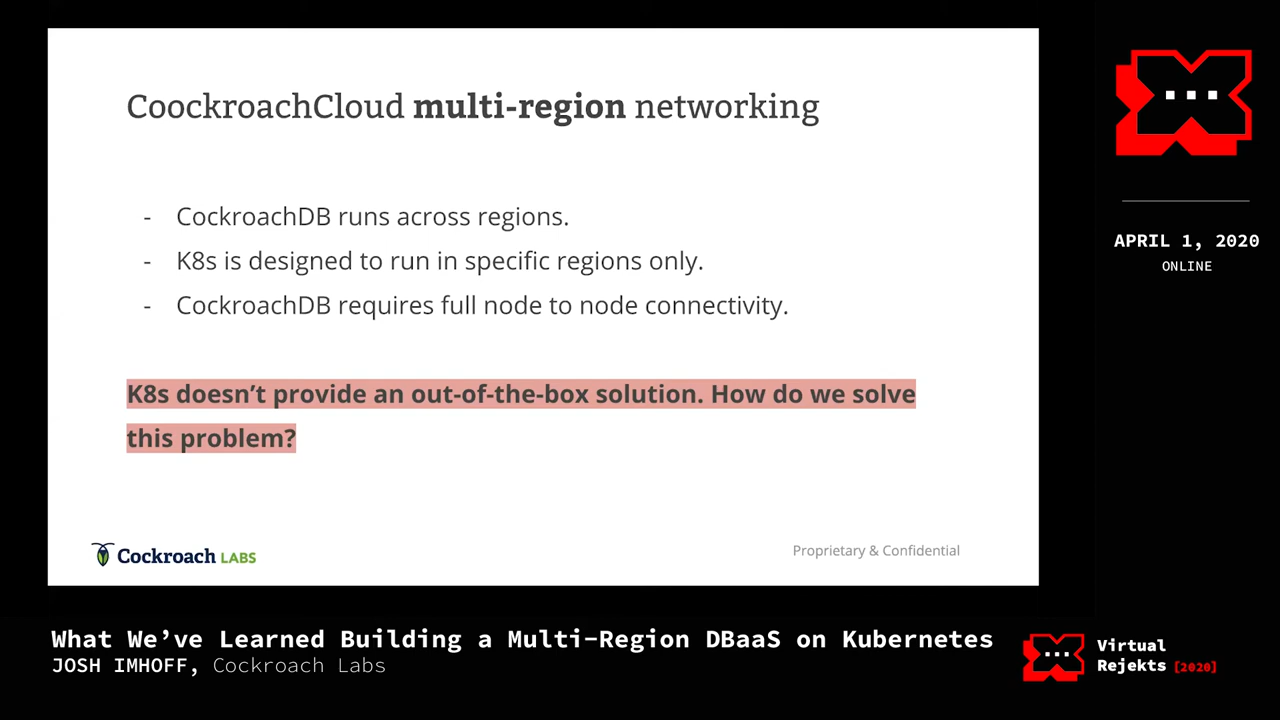 CoockroachCloud multi-region networking
- CockroachDB runs across regions.
- K8s is designed to run in specific regions only.
- CockroachDB requires full node to node connectivity.
K8s doesn’t provide an out-of-the-box solution. How do we solve
this problem?
Cockroach LABS
Proprietary & Confidential
APRIL 1, 2020
ONLINE
What We’ve Learned Building a Multi-Region DBaaS on Kubernetes
JOSH IMHOFF, Cockroach Labs
Virtual
Rejekts [2020]